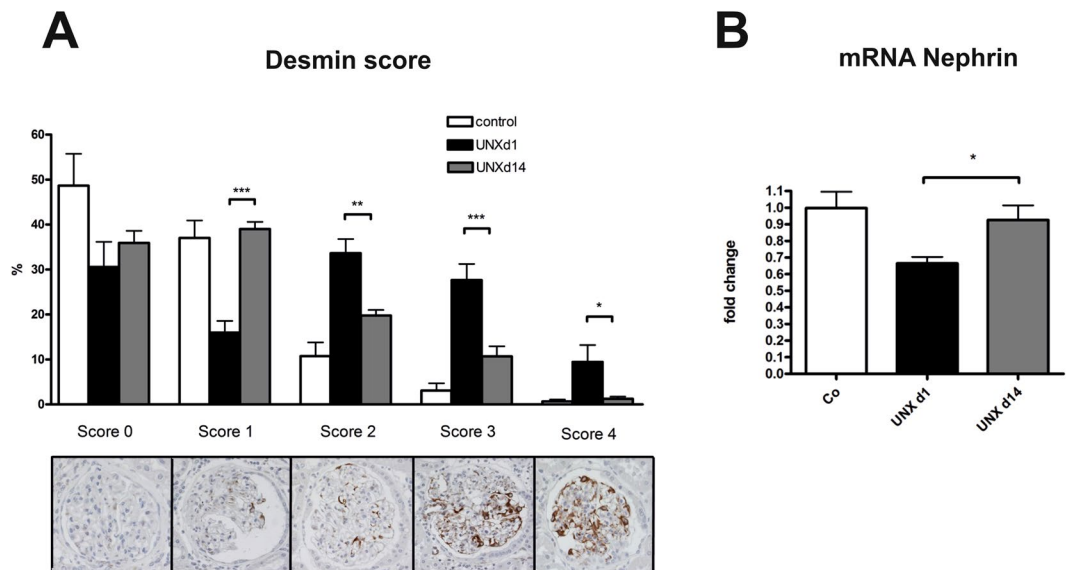 A
Desmin score
control
UNXd1
UNXd14
60
50
40
30
20
10
0
%
***
**
***
*
Score 0
Score 1
Score 2
Score 3
Score 4
B
mRNA Nephrin
*
1.1
1.0
0.9
0.8
0.7
0.6
0.5
0.4
0.3
0.2
0.1
0.0
fold change
Co
UNX d1
UNX d14